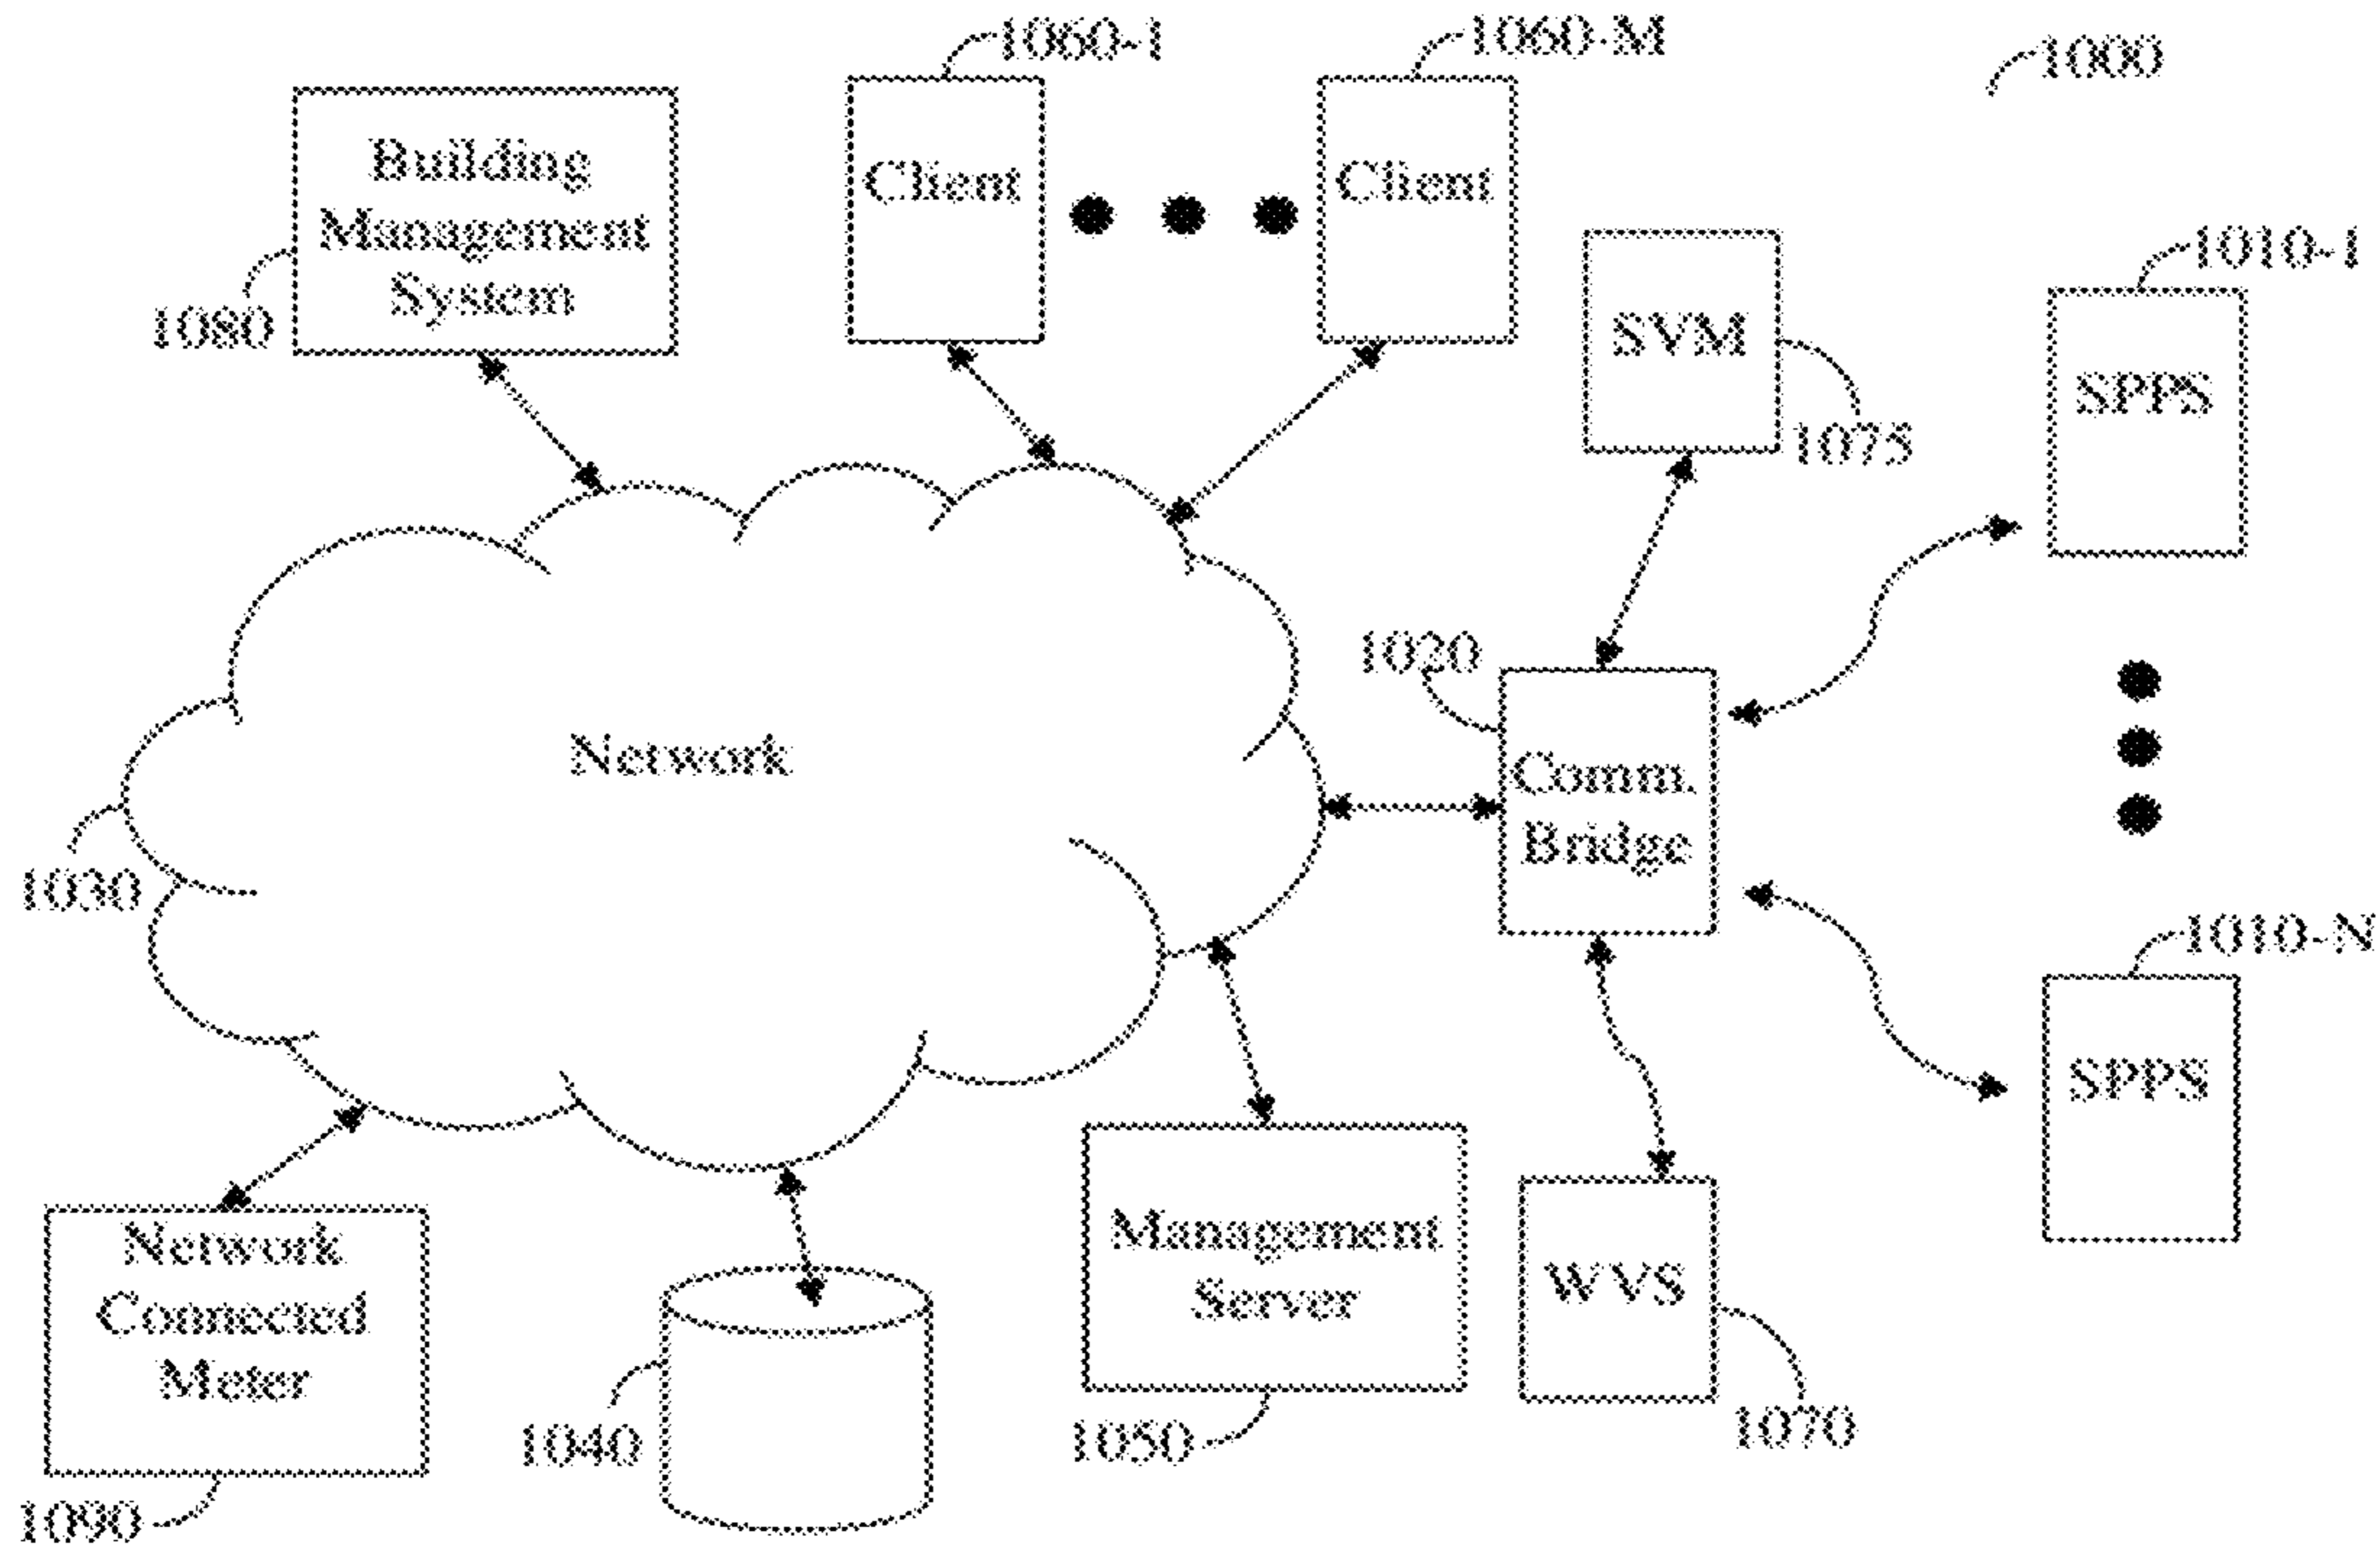 1060-1
1060-M
1000
Building
Management
System
1080
Client
Client
SVM
1075
1010-1
SPPS
Network
1030
1020
Comm.
Bridge
1010-N
SPPS
Network
Connected
Meter
1090
1040
Management
Server
1050
WVS
1070